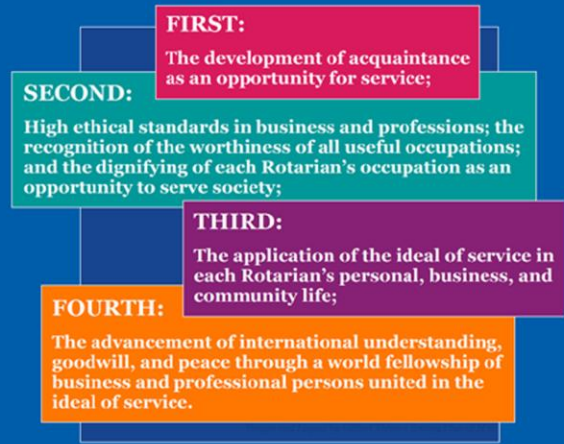 FIRST:
The development of acquaintance
as an opportunity for service;
SECOND:
High ethical standards in business and professions; the
recognition of the worthiness of all useful occupations;
and the dignifying of each Rotarian's occupation as an
opportunity to serve society;
THIRD:
The application of the ideal of service in
each Rotarian's personal, business, and
community life;
FOURTH:
The advancement of international understanding,
goodwill, and peace through a world fellowship of
business and professional persons united in the
ideal of service.